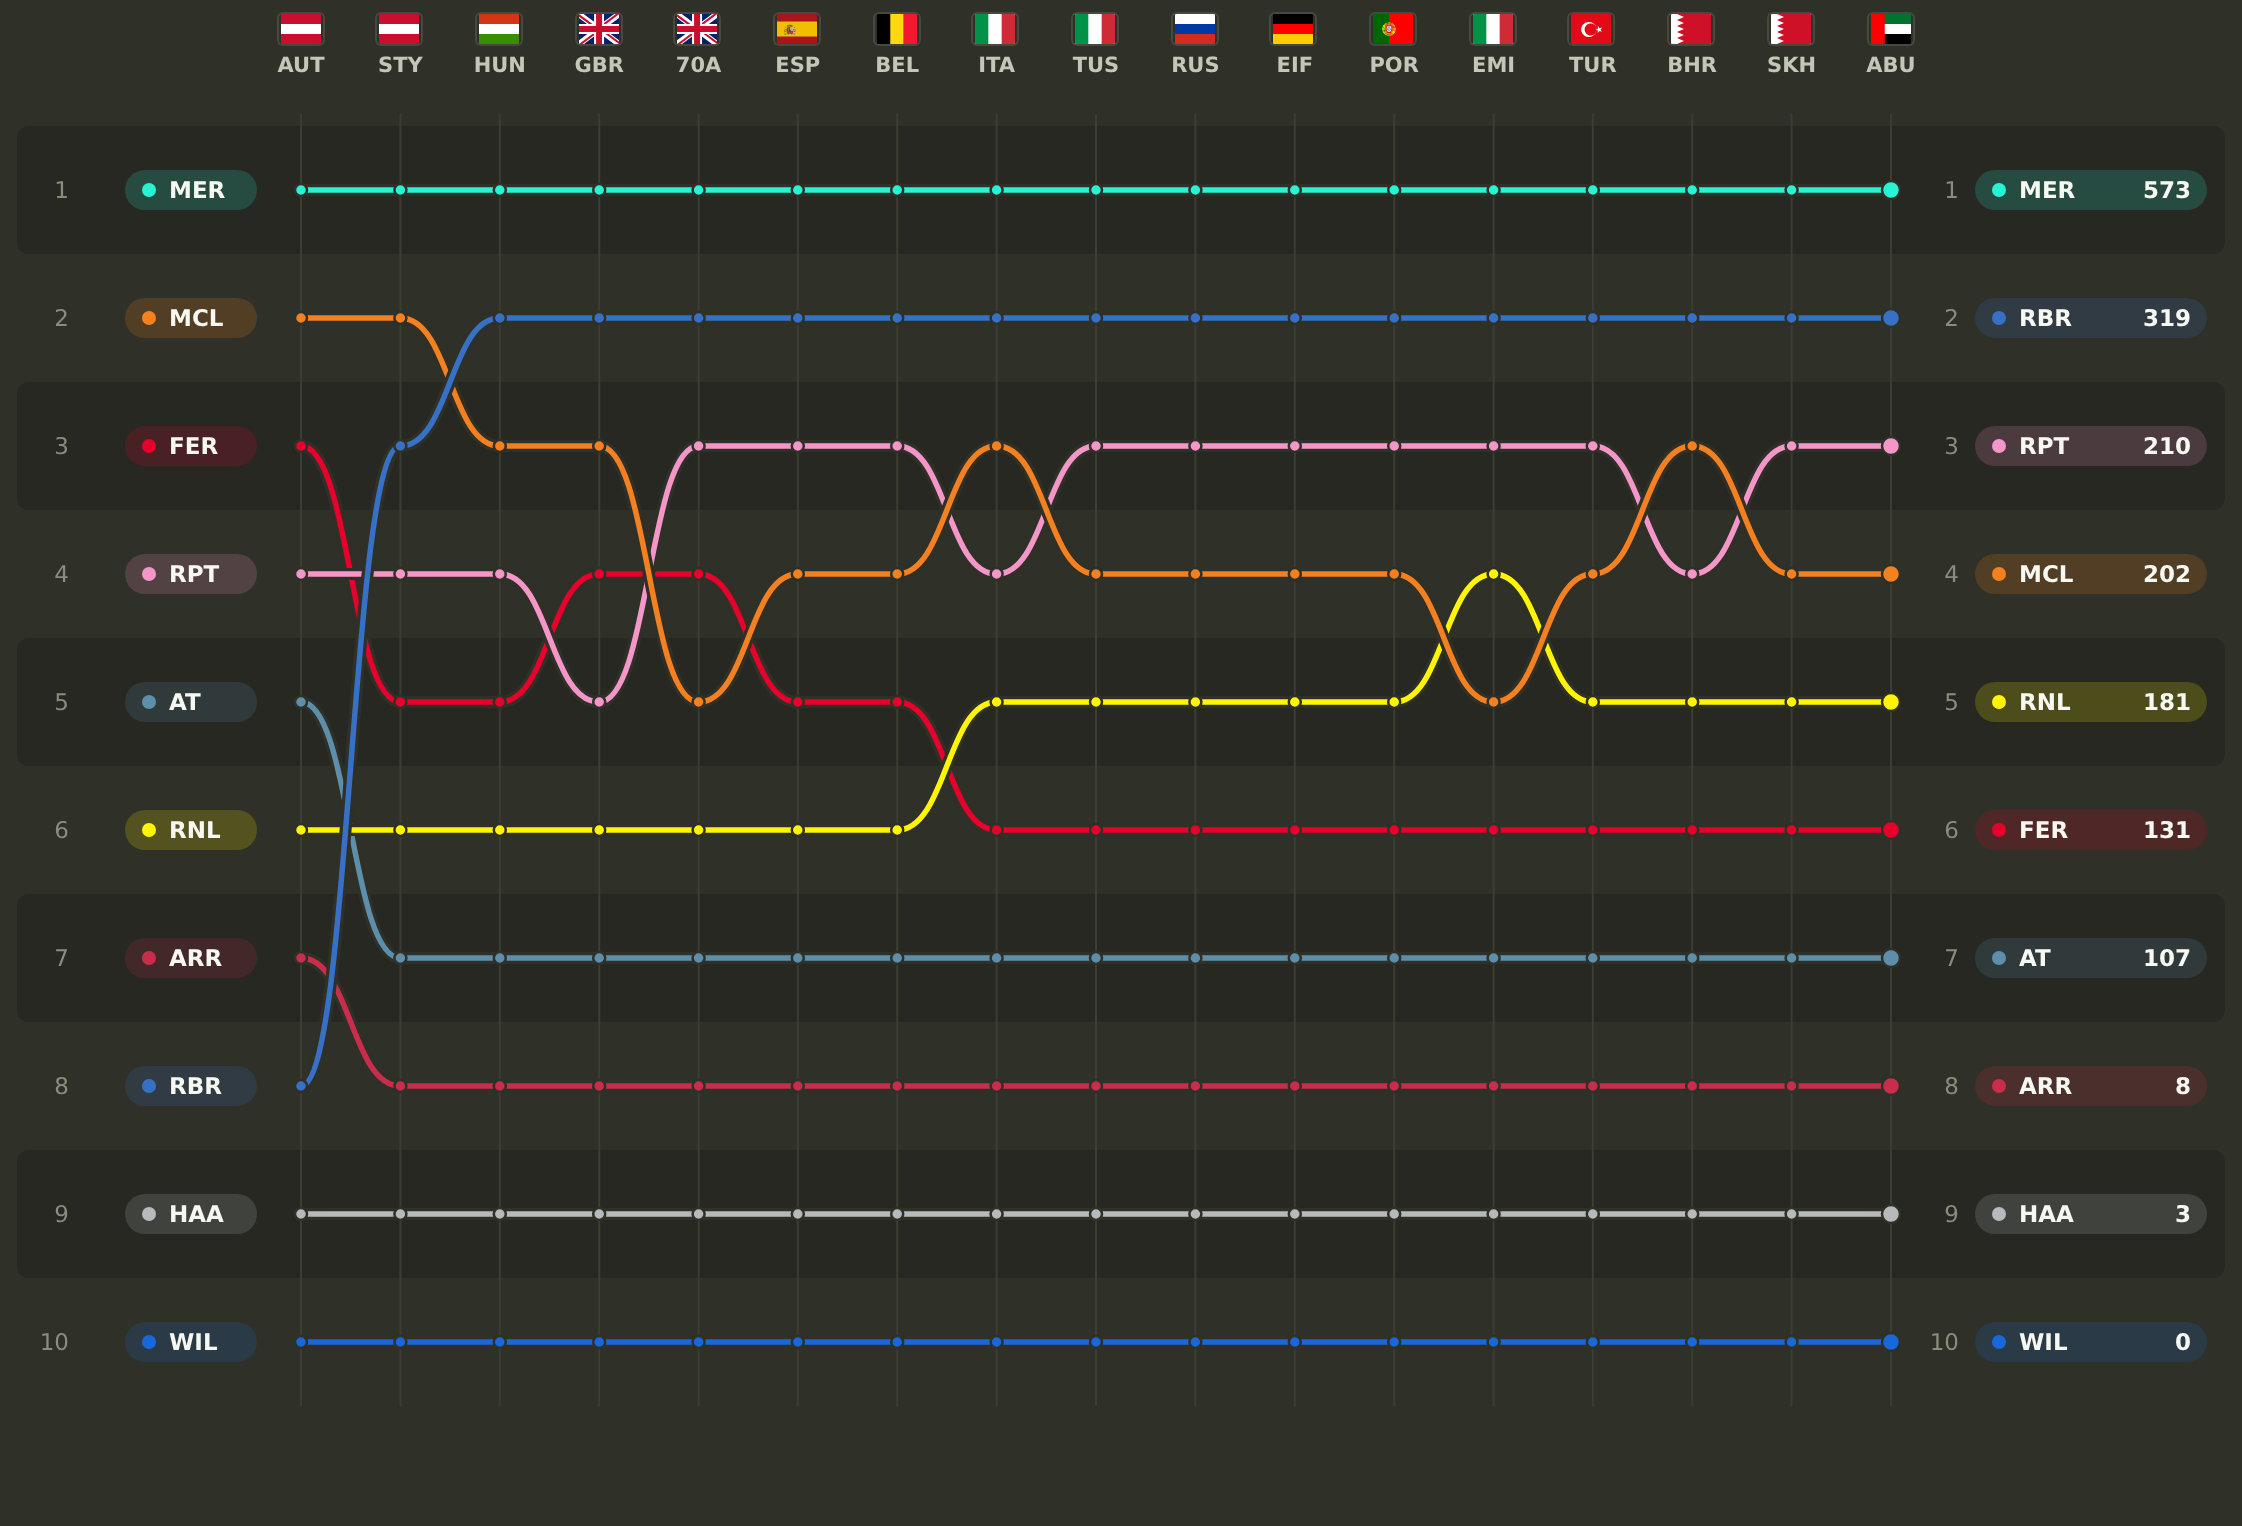 AUT STY HUN GBR 70A ESP BEL ITA TUS RUS EIF POR EMI TUR BHR SKH ABU
1 MER 1 MER 573
2 MCL 2 RBR 319
3 FER 3 RPT 210
4 RPT 4 MCL 202
5 AT 5 RNL 181
6 RNL 6 FER 131
7 ARR 7 AT 107
8 RBR 8 ARR 8
9 HAA 9 HAA 3
10 WIL 10 WIL 0